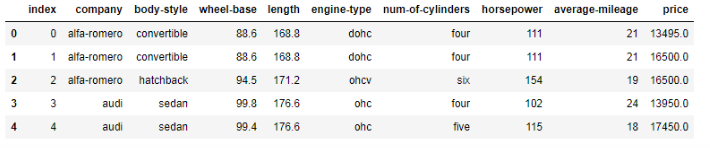 index company body-style wheel-base length engine-type num-of-cylinders horsepower average-mileage price
0 0 alfa-romero convertible 88.6 168.8 dohc four 111 21 13495.0
1 1 alfa-romero convertible 88.6 168.8 dohc four 111 21 16500.0
2 2 alfa-romero hatchback 94.5 171.2 ohcv six 154 19 16500.0
3 3 audi sedan 99.8 176.6 ohc four 102 24 13950.0
4 4 audi sedan 99.4 176.6 ohc five 115 18 17450.0